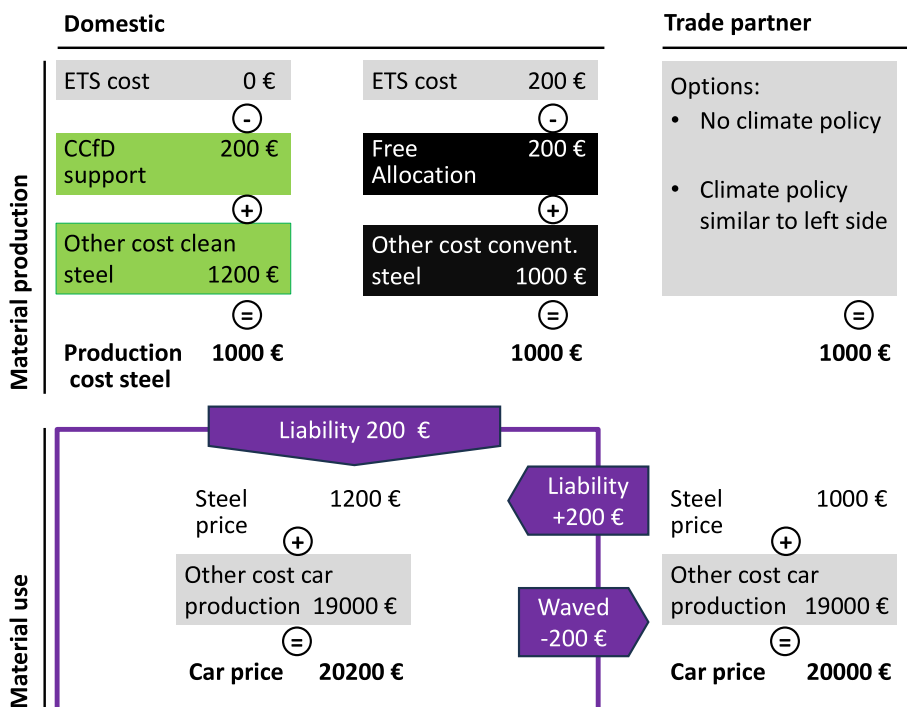 Domestic
Trade partner
Material production
ETS cost 0 €
-
CCfD 200 €
support
+
Other cost clean
steel 1200 €
=
Production 1000 €
cost steel
ETS cost 200 €
-
Free 200 €
Allocation
+
Other cost convent.
steel 1000 €
=
1000 €
Options:
• No climate policy
• Climate policy
similar to left side
=
1000 €
Material use
Liability 200 €
Steel 1200 €
price
+
Other cost car
production 19000 €
=
Car price 20200 €
Liability
+200 €
Waved
-200 €
Steel 1000 €
price
+
Other cost car
production 19000 €
=
Car price 20000 €